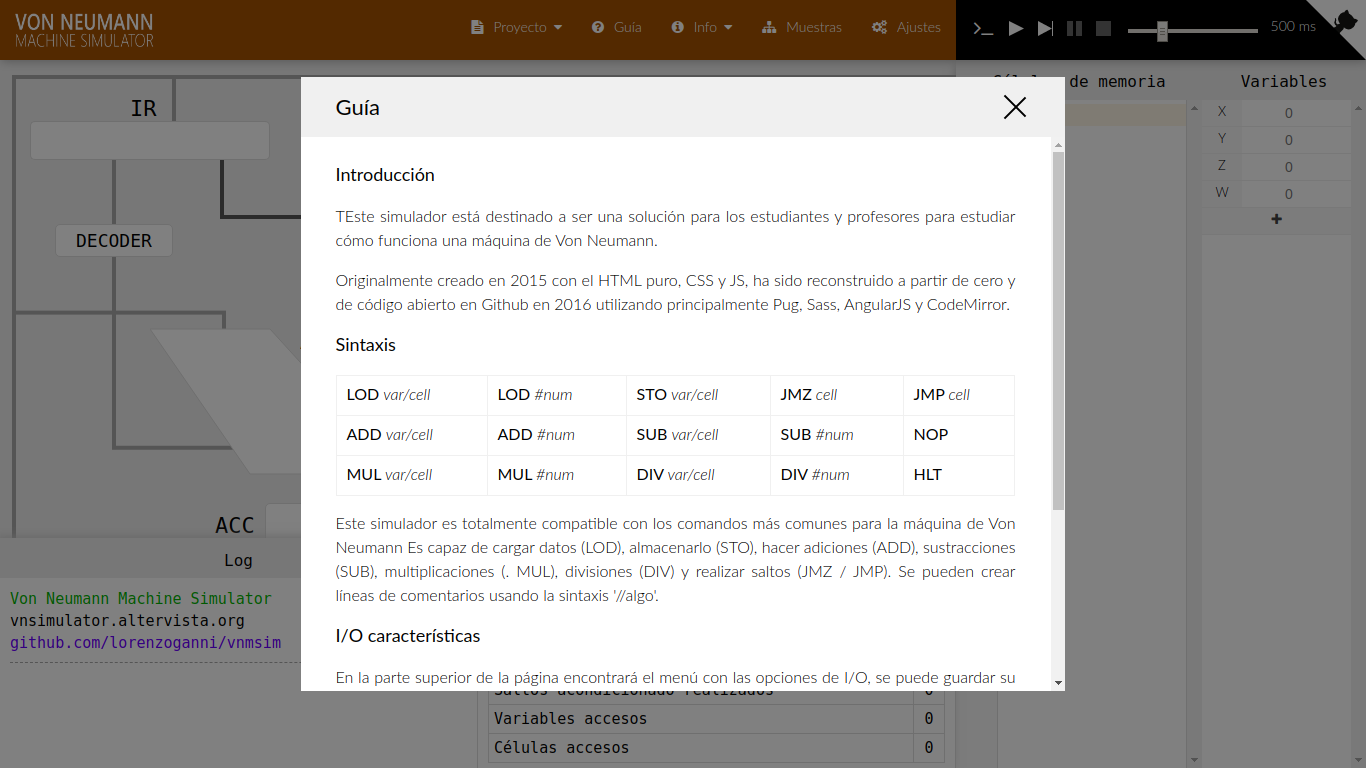 VON NEUMANN
MACHINE SIMULATOR
Proyecto
Guía
Info
Muestras
Ajustes
500 ms
de memoria
Variables
X 0
Y 0
Z 0
W 0
IR
DECODER
ACC
Guía
Introducción
TEste simulador está destinado a ser una solución para los estudiantes y profesores para estudiar
cómo funciona una máquina de Von Neumann.
Originalmente creado en 2015 con el HTML puro, CSS y JS, ha sido reconstruido a partir de cero y
de código abierto en Github en 2016 utilizando principalmente Pug, Sass, AngularJS y CodeMirror.
Sintaxis
LOD var/cell LOD #num STO var/cell JMZ cell JMP cell
ADD var/cell ADD #num SUB var/cell SUB #num NOP
MUL var/cell MUL #num DIV var/cell DIV #num HLT
Este simulador es totalmente compatible con los comandos más comunes para la máquina de Von
Neumann Es capaz de cargar datos (LOD), almacenarlo (STO), hacer adiciones (ADD), sustracciones
(SUB), multiplicaciones (. MUL), divisiones (DIV) y realizar saltos (JMZ / JMP). Se pueden crear
líneas de comentarios usando la sintaxis '//algo'.
I/O características
En la parte superior de la página encontrará el menú con las opciones de I/O, se puede guardar su
Log
Von Neumann Machine Simulator
vnsimulator.altervista.org
github.com/lorenzoganni/vnmsim
Saltos acondicionado realizados 0
Variables accesos 0
Células accesos 0